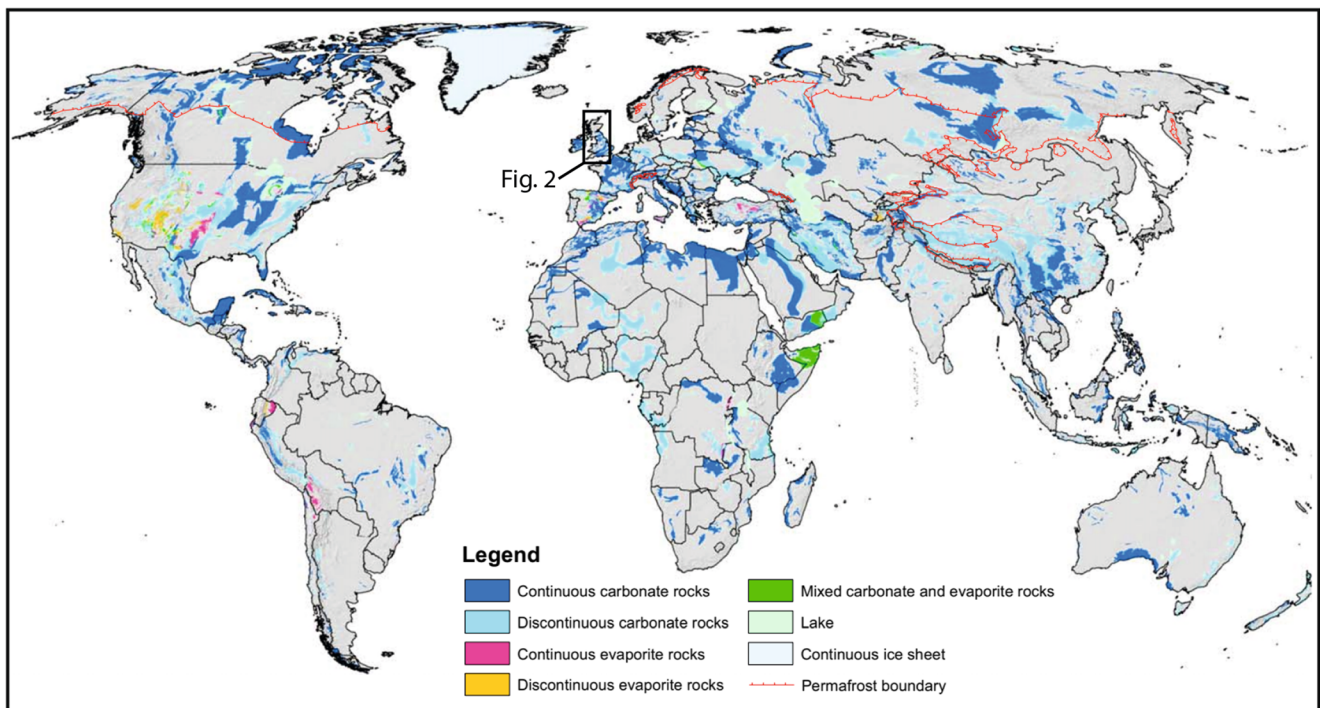 Fig. 2
Legend
Continuous carbonate rocks
Discontinuous carbonate rocks
Continuous evaporite rocks
Discontinuous evaporite rocks
Mixed carbonate and evaporite rocks
Lake
Continuous ice sheet
Permafrost boundary